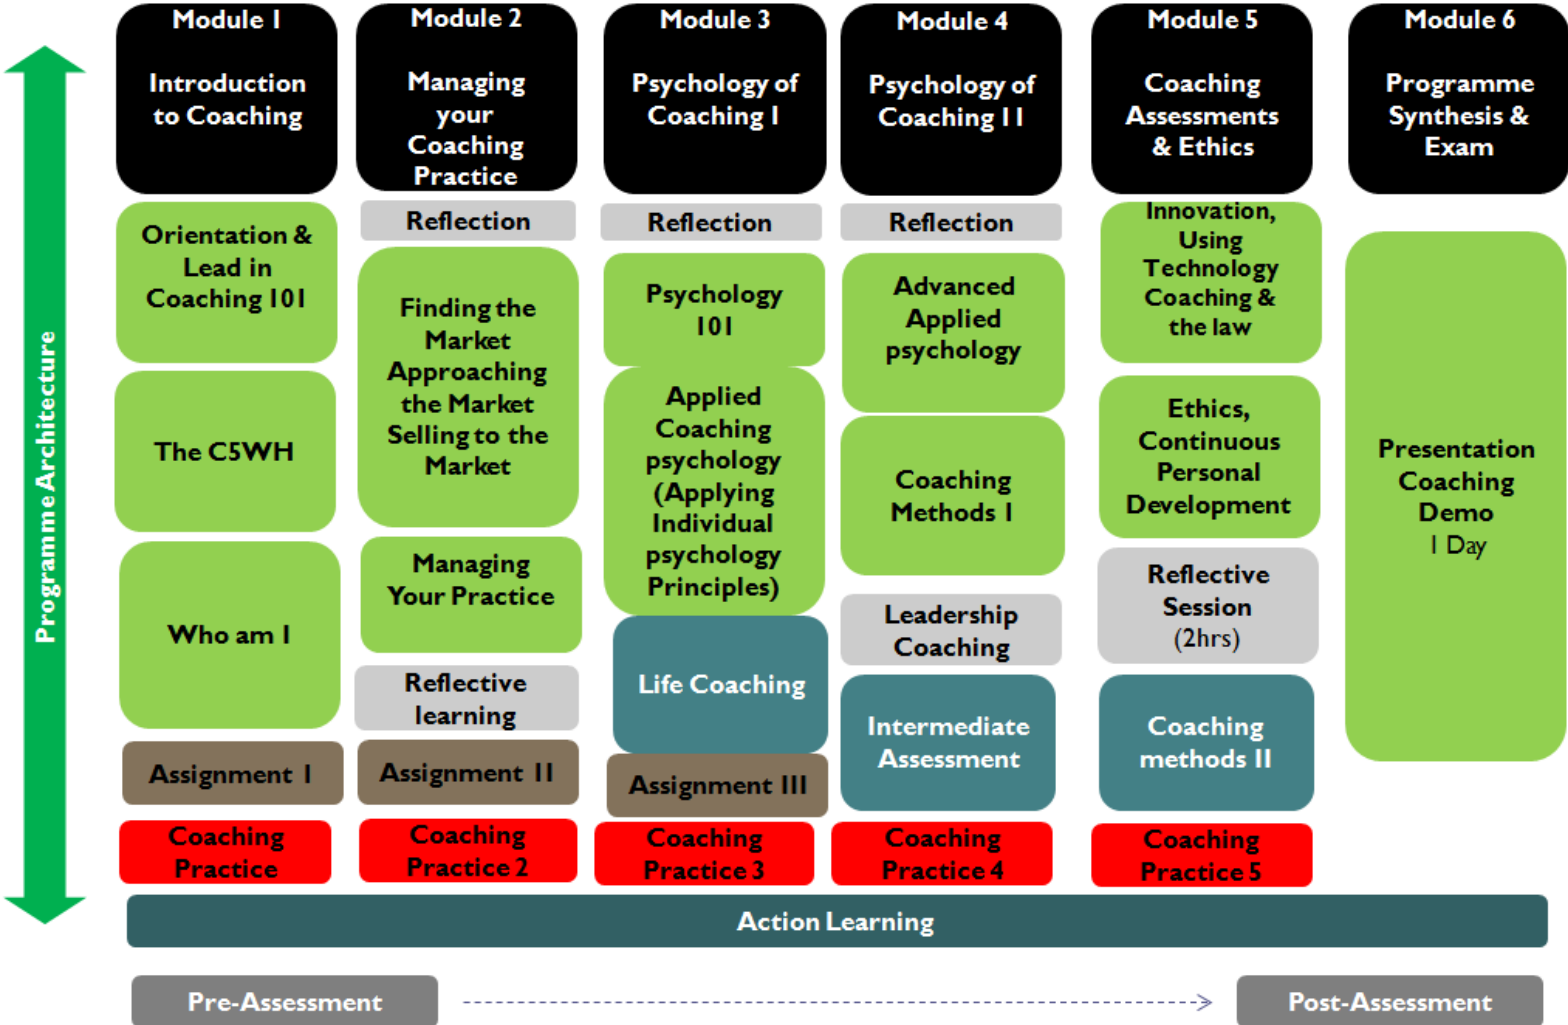 Programme Architecture
Module 1
Introduction
to Coaching
Orientation &
Lead in
Coaching 101
The C5WH
Who am I
Assignment 1
Coaching
Practice
Module 2
Managing
your
Coaching
Practice
Reflection
Finding the
Market
Approaching
the Market
Selling to the
Market
Managing
Your Practice
Reflective
learning
Assignment 11
Coaching
Practice 2
Module 3
Psychology of
Coaching I
Reflection
Psychology
101
Applied
Coaching
psychology
(Applying
Individual
psychology
Principles)
Life Coaching
Assignment III
Coaching
Practice 3
Module 4
Psychology of
Coaching 11
Reflection
Advanced
Applied
psychology
Coaching
Methods I
Leadership
Coaching
Intermediate
Assessment
Coaching
Practice 4
Module 5
Coaching
Assessments
& Ethics
Innovation,
Using
Technology
Coaching &
the law
Ethics,
Continuous
Personal
Development
Reflective
Session
(2hrs)
Coaching
methods II
Coaching
Practice 5
Module 6
Programme
Synthesis &
Exam
Presentation
Coaching
Demo
1 Day
Action Learning
Pre-Assessment
Post-Assessment